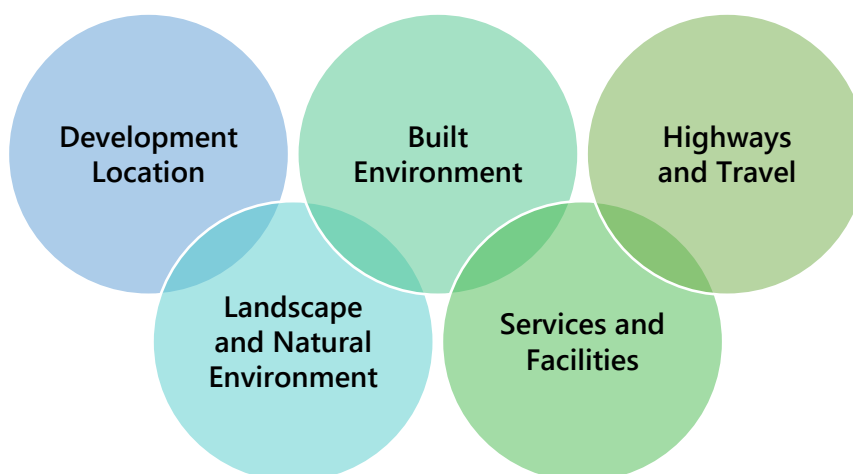 Development
Location
Built
Environment
Highways
and Travel
Landscape
and Natural
Environment
Services and
Facilities